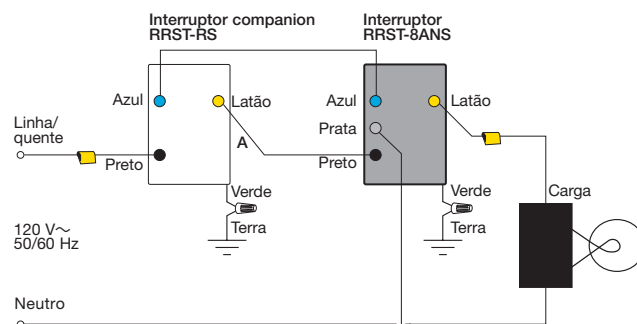 Interruptor companion
RRST-RS
Interruptor
RRST-8ANS
Azul
Latão
Azul
Latão
Linha/
quente
Prata
A
Preto
Preto
Verde
Verde
Carga
Terra
Terra
120 V~
50/60 Hz
Neutro